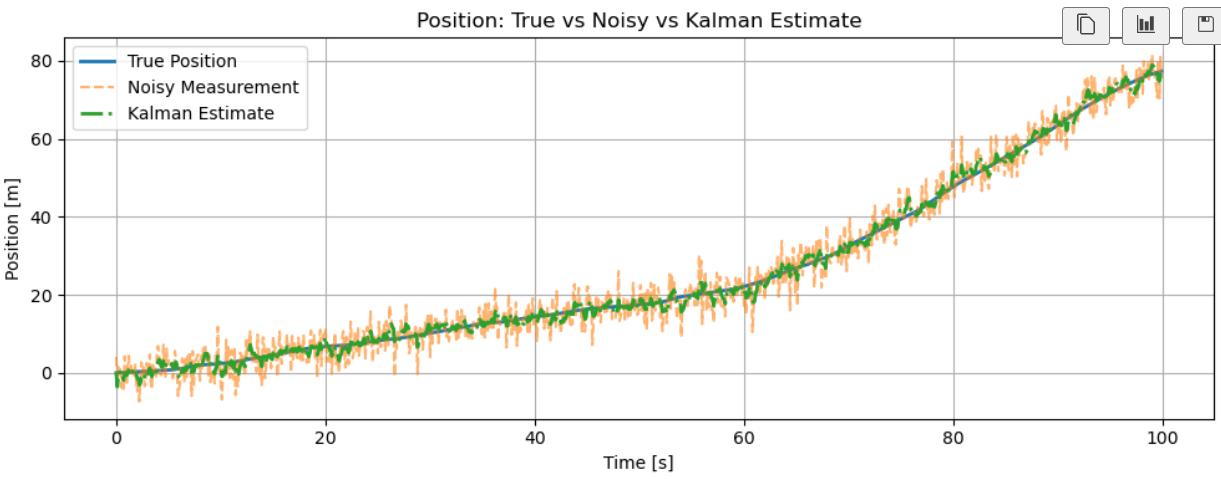 Position: True vs Noisy vs Kalman Estimate
True Position
Noisy Measurement
Kalman Estimate
Position [m]
80
60
40
20
0
0 20 40 60 80 100
Time [s]